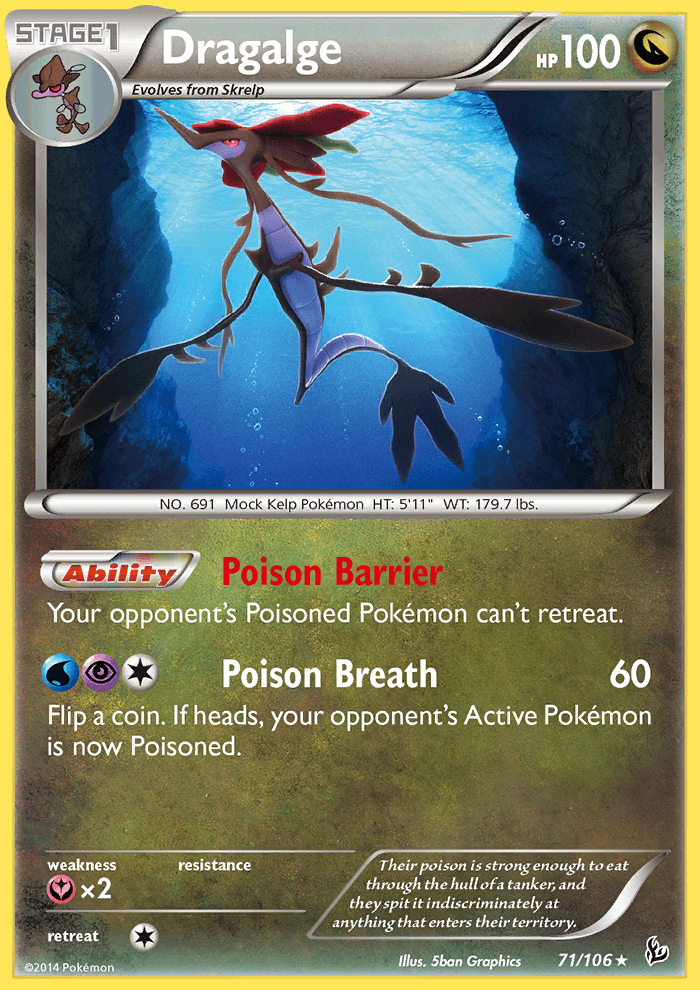 STAGE1
Dragalge
HP100
Evolves from Skrelp
NO. 691 Mock Kelp Pokémon HT: 5'11" WT: 179.7 lbs.
Ability Poison Barrier
Your opponent's Poisoned Pokémon can't retreat.
Poison Breath 60
Flip a coin. If heads, your opponent's Active Pokémon
is now Poisoned.
weakness resistance
×2
retreat
Their poison is strong enough to eat
through the hull of a tanker, and
they spit it indiscriminately at
anything that enters their territory.
©2014 Pokémon
Illus. 5ban Graphics 71/106 ★